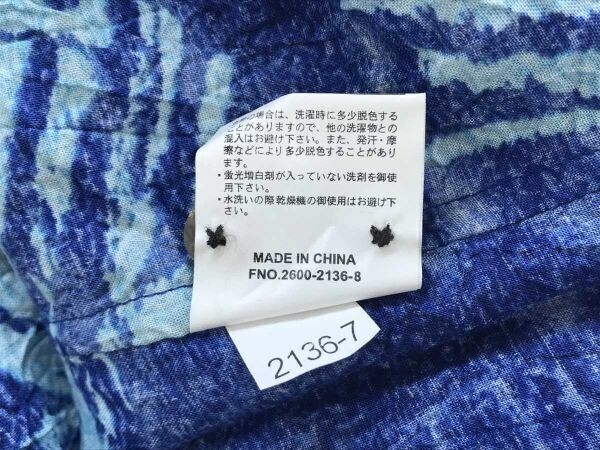 の場合は、洗濯時に多少脱色する
ことがありますので、他の洗濯物との
混入はお避け下さい。また、発汗・摩
擦などにより多少脱色することがあり
ます。
・蛍光増白剤が入っていない洗剤を御使
用下さい。
・水洗いの際乾燥機の御使用はお避け下
さい。
MADE IN CHINA
FNO.2600-2136-8
2136-7